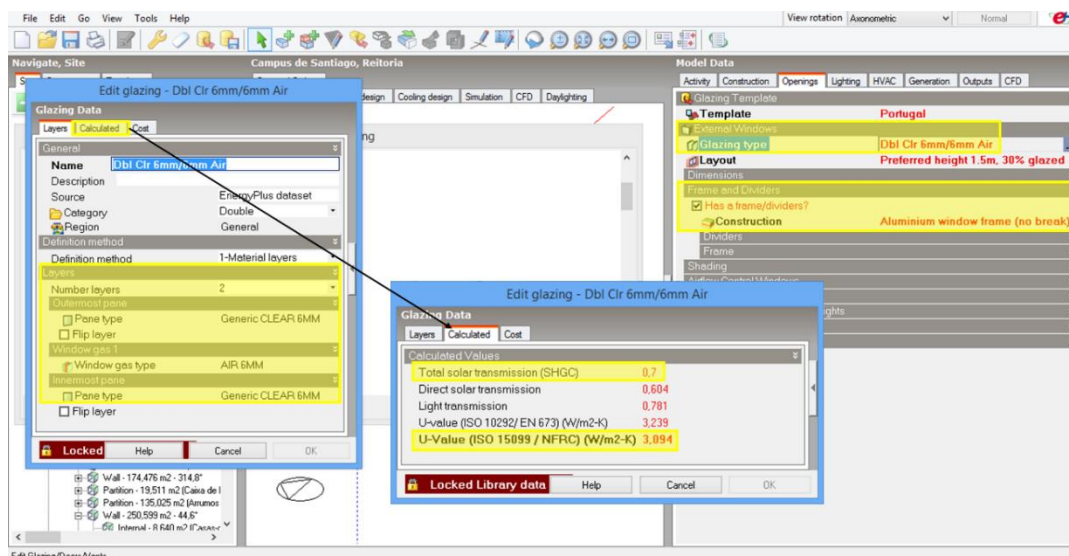 File Edit Go View Tools Help
View rotation Axonometric Normal
Navigate, Site
Campus de Santiago, Reitoria
Model Data
Activity Construction Openings Lighting HVAC Generation Outputs CFD
design Cooling design Simulation CFD Daylighting
Edit glazing - Dbl Clr 6mm/6mm Air
Glazing Data
Layers Calculated Cost
General
Name Dbl Clr 6mm/6mm Air
Description
Source EnergyPlus dataset
Category Double
Region General
Definition method
Definition method 1-Material layers
Layers
Number layers 2
Outermost pane
Pane type Generic CLEAR 6MM
Flip layer
Window gas 1
Window gas type AIR 6MM
Innermost pane
Pane type Generic CLEAR 6MM
Flip layer
Locked Help Cancel OK
Wall - 174,476 m2 - 314,8°
Partition - 19,511 m2 (Caixa de l
Partition - 135,025 m2 (Arrumos
Wall - 250,599 m2 - 44,6°
Internal - 8,640 m2
Edit glazing - Dbl Clr 6mm/6mm Air
Glazing Data
Layers Calculated Cost
Calculated Values
Total solar transmission (SHGC) 0,7
Direct solar transmission 0,604
Light transmission 0,781
U-value (ISO 10292/ EN 673) (W/m2-K) 3,239
U-Value (ISO 15099 / NFRC) (W/m2-K) 3,094
Locked Library data Help Cancel OK
Glazing Template
Template Portugal
External Windows
Glazing type Dbl Clr 6mm/6mm Air
Layout Preferred height 1.5m, 30% glazed
Dimensions
Frame and Dividers
Has a frame/dividers?
Construction Aluminium window frame (no break)
Dividers
Frame
Shading
Airflow Control Windows